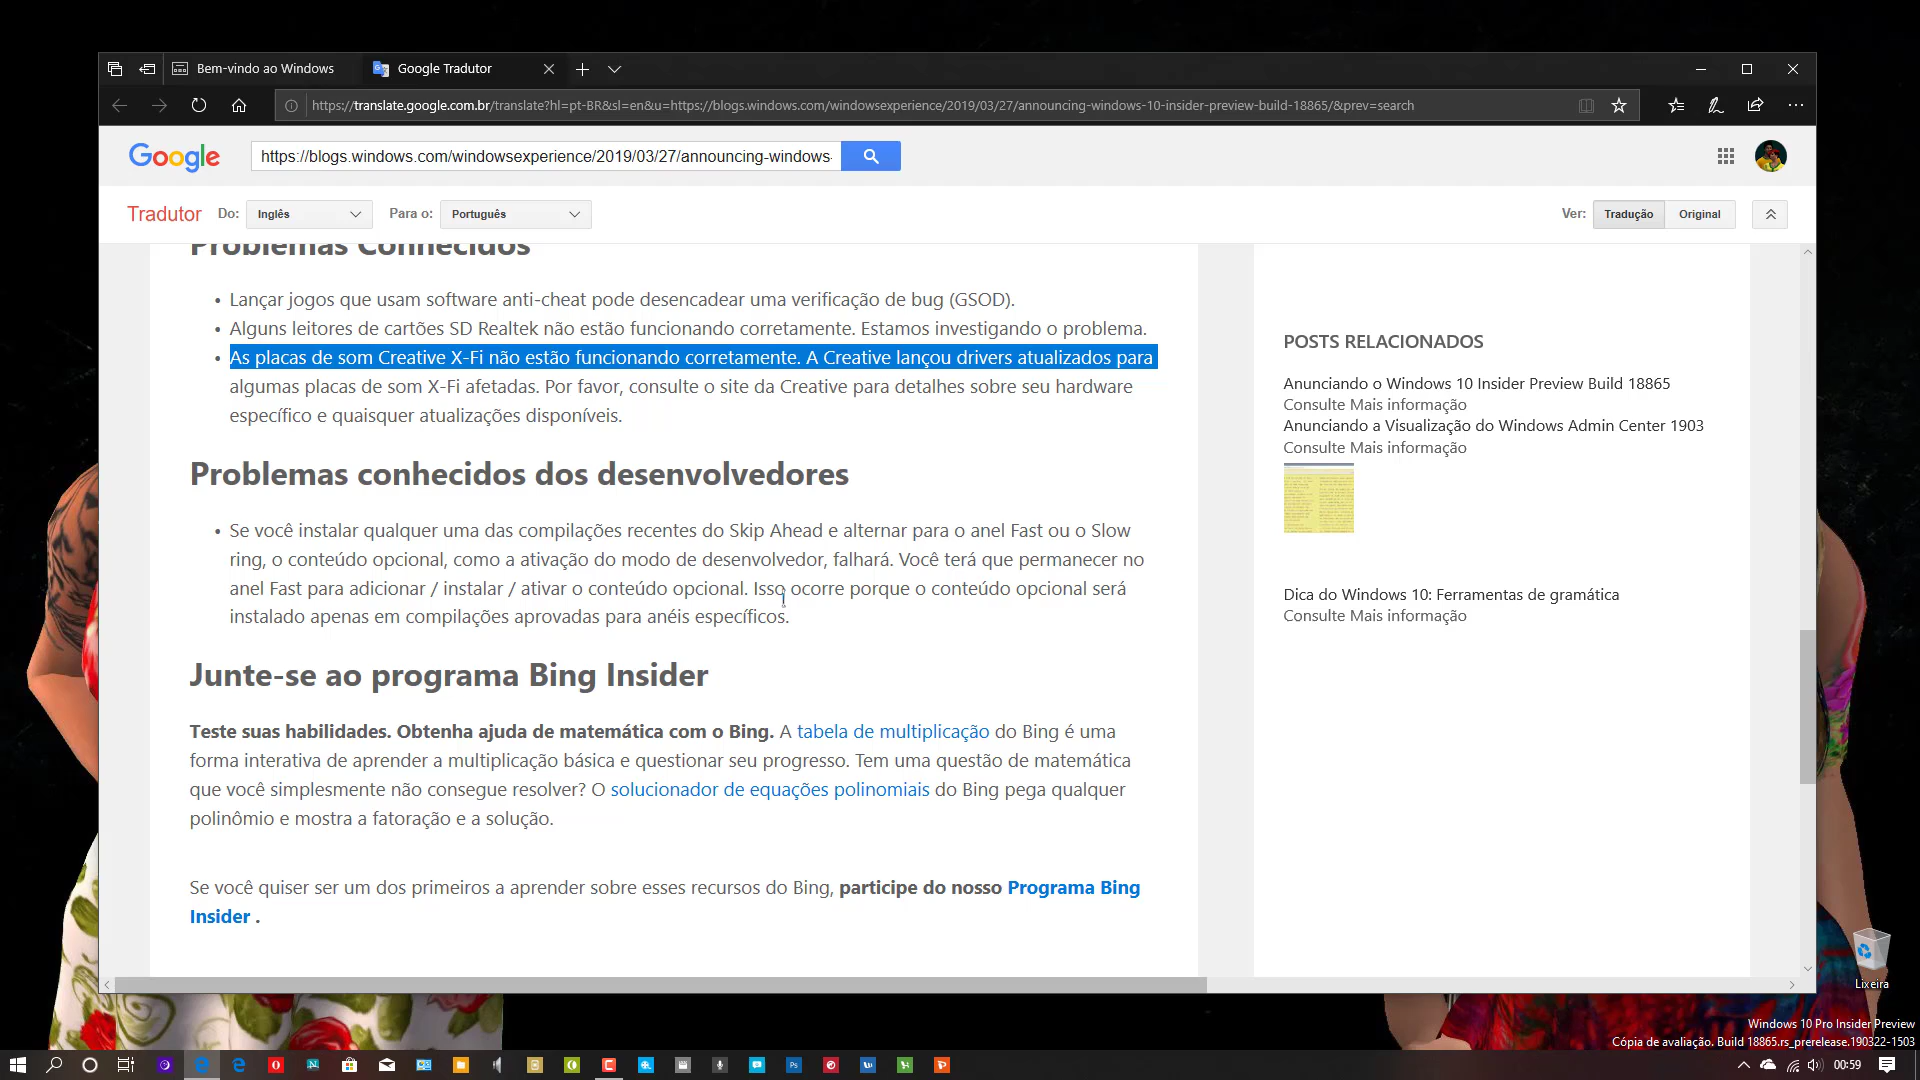 Bem-vindo ao Windows
Google Tradutor
https://translate.google.com.br/translate?hl=pt-BR&sl=en&u=https://blogs.windows.com/windowsexperience/2019/03/27/announcing-windows-10-insider-preview-build-18865/&prev=search
Google
https://blogs.windows.com/windowsexperience/2019/03/27/announcing-windows-
Tradutor
Do:
Inglês
Para o:
Português
Ver:
Tradução
Original
Problemas Conhecidos
• Lançar jogos que usam software anti-cheat pode desencadear uma verificação de bug (GSOD).
• Alguns leitores de cartões SD Realtek não estão funcionando corretamente. Estamos investigando o problema.
• As placas de som Creative X-Fi não estão funcionando corretamente. A Creative lançou drivers atualizados para
algumas placas de som X-Fi afetadas. Por favor, consulte o site da Creative para detalhes sobre seu hardware
específico e quaisquer atualizações disponíveis.
Problemas conhecidos dos desenvolvedores
• Se você instalar qualquer uma das compilações recentes do Skip Ahead e alternar para o anel Fast ou o Slow
ring, o conteúdo opcional, como a ativação do modo de desenvolvedor, falhará. Você terá que permanecer no
anel Fast para adicionar / instalar / ativar o conteúdo opcional. Isso ocorre porque o conteúdo opcional será
instalado apenas em compilações aprovadas para anéis específicos.
Junte-se ao programa Bing Insider
Teste suas habilidades. Obtenha ajuda de matemática com o Bing. A tabela de multiplicação do Bing é uma
forma interativa de aprender a multiplicação básica e questionar seu progresso. Tem uma questão de matemática
que você simplesmente não consegue resolver? O solucionador de equações polinomiais do Bing pega qualquer
polinômio e mostra a fatoração e a solução.
Se você quiser ser um dos primeiros a aprender sobre esses recursos do Bing, participe do nosso Programa Bing
Insider .
POSTS RELACIONADOS
Anunciando o Windows 10 Insider Preview Build 18865
Consulte Mais informação
Anunciando a Visualização do Windows Admin Center 1903
Consulte Mais informação
Dica do Windows 10: Ferramentas de gramática
Consulte Mais informação
Lixeira
Windows 10 Pro Insider Preview
Cópia de avaliação. Build 18865.rs_prerelease.190322-1503
00:59